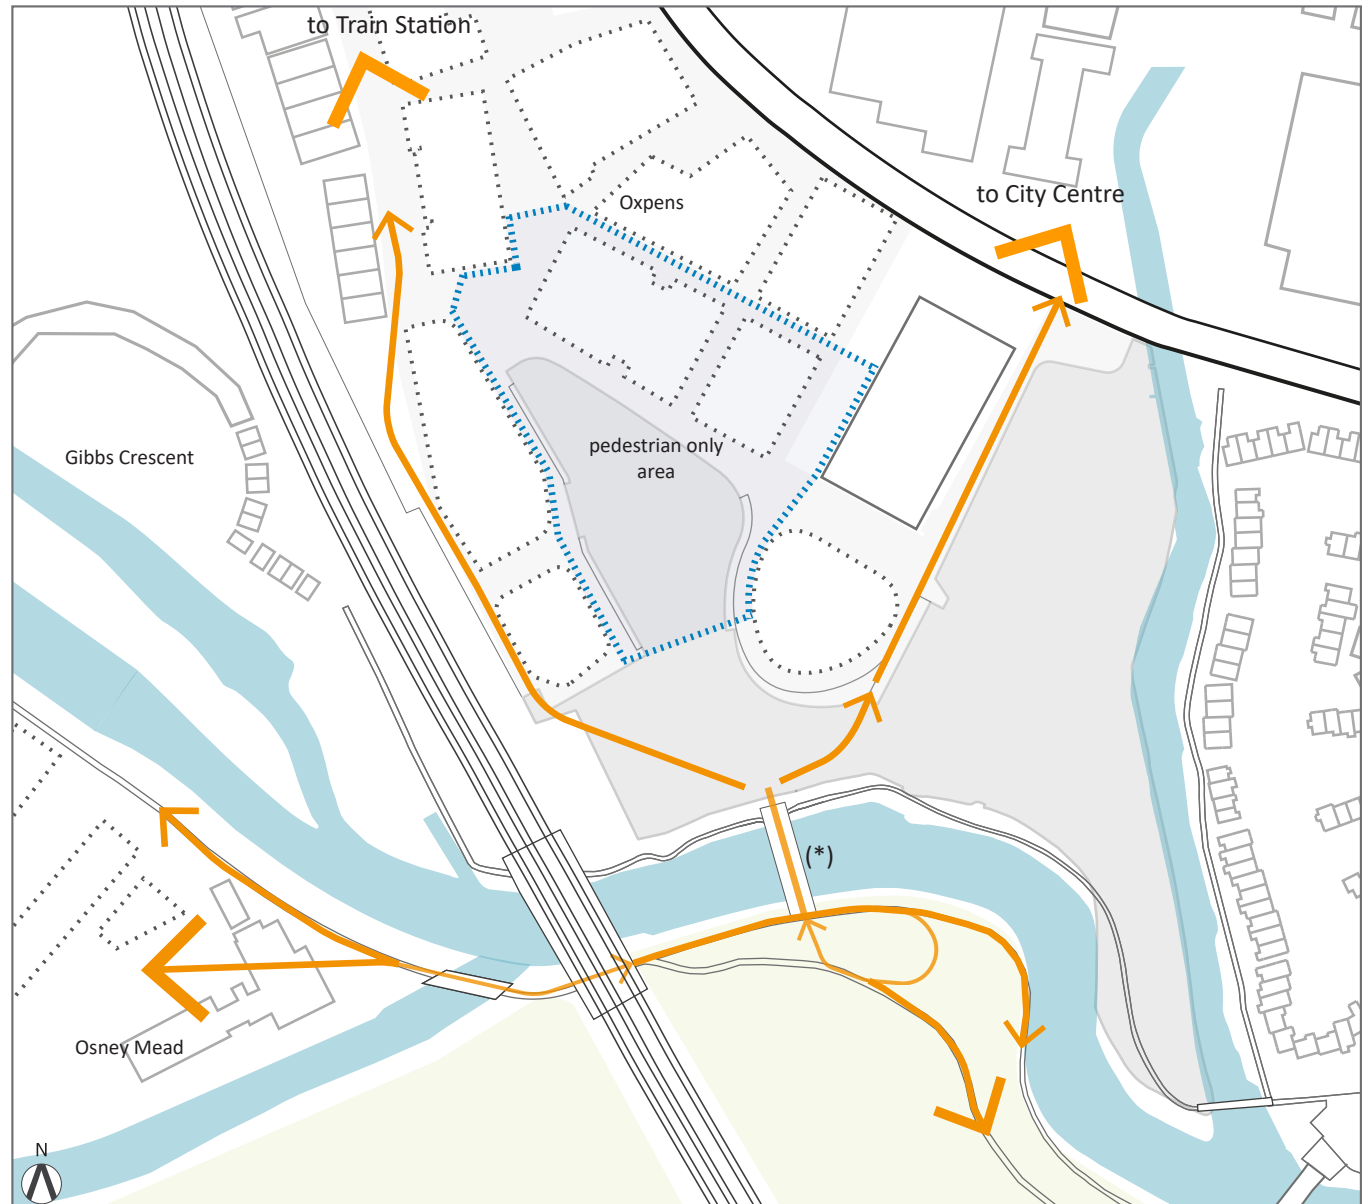 to Train Station
to City Centre
Oxpens
pedestrian only
area
Gibbs Crescent
(*)
Osney Mead
N